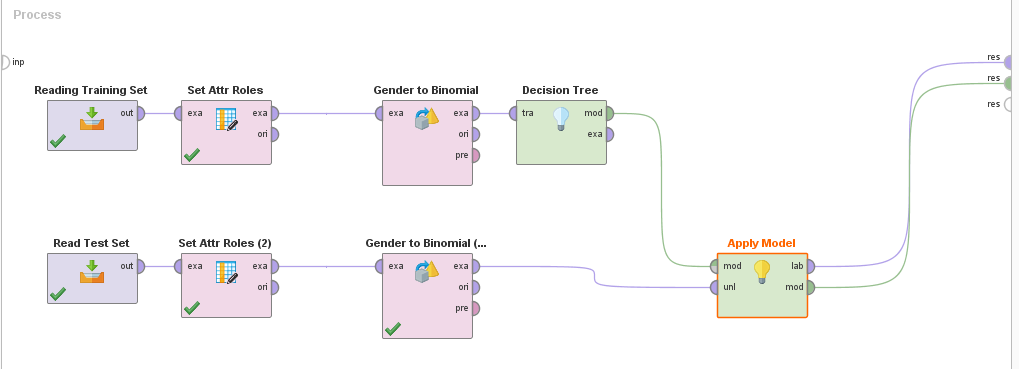 Process
inp
res
res
res
Reading Training Set
out
Set Attr Roles
exa exa
ori
Gender to Binomial
exa exa
ori
pre
Decision Tree
tra mod
exa
Read Test Set
out
Set Attr Roles (2)
exa exa
ori
Gender to Binomial (...
exa exa
ori
pre
Apply Model
mod lab
unl mod